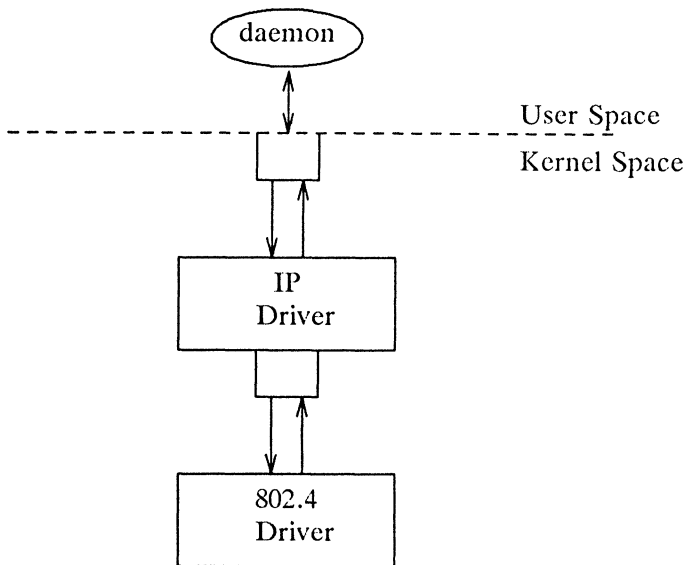 daemon
User Space
Kernel Space
IP
Driver
802.4
Driver